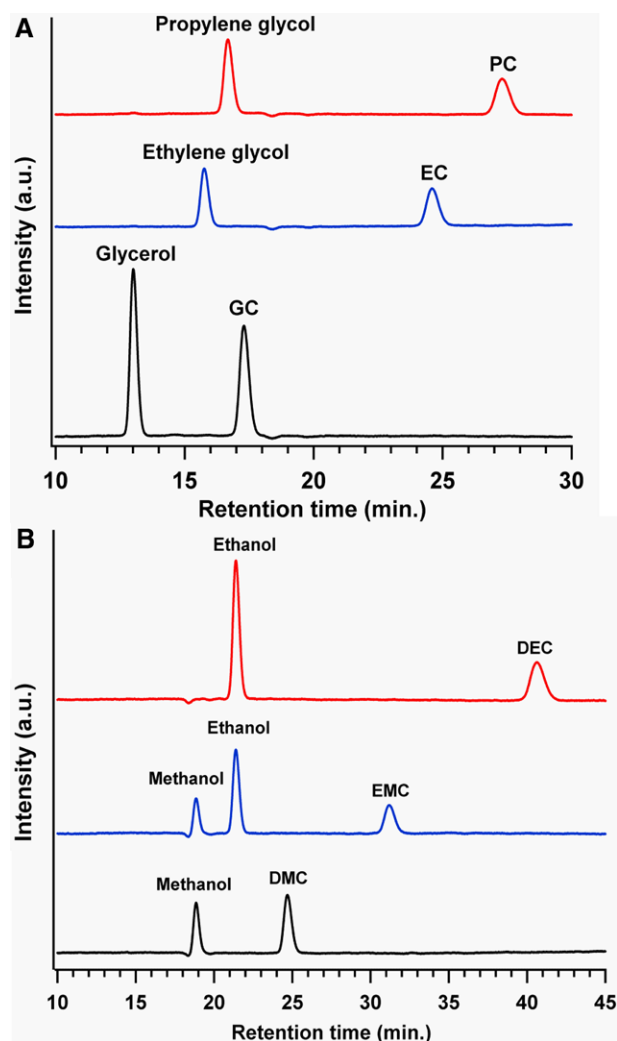 A
Propylene glycol
PC
Ethylene glycol
EC
Glycerol
GC
Intensity (a.u.)
10 15 20 25 30
Retention time (min.)
B
Ethanol
DEC
Ethanol
Methanol
EMC
Methanol
DMC
Intensity (a.u.)
10 15 20 25 30 35 40 45
Retention time (min.)